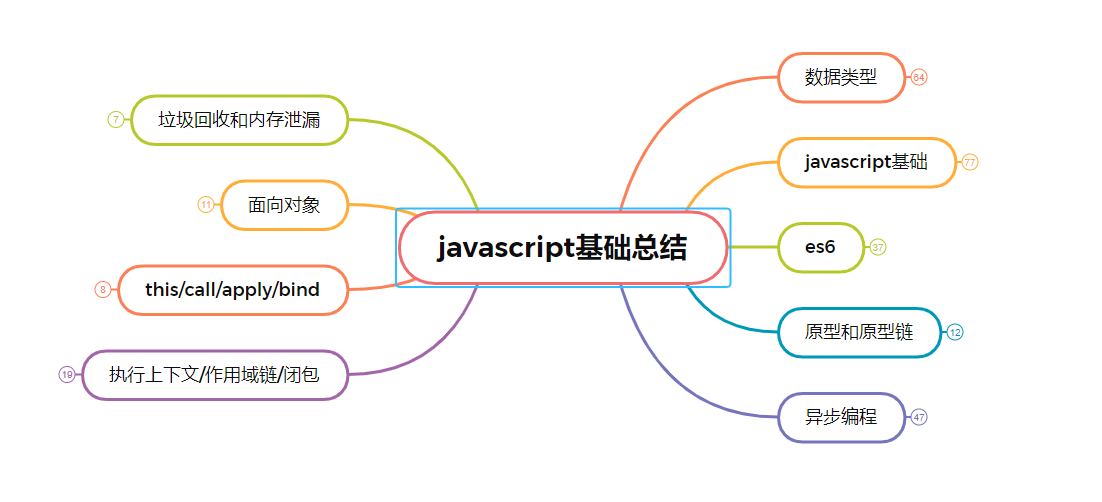 javascript基础总结
数据类型
64
javascript基础
77
es6
37
原型和原型链
12
异步编程
47
垃圾回收和内存泄漏
7
面向对象
11
this/call/apply/bind
8
执行上下文/作用域链/闭包
19